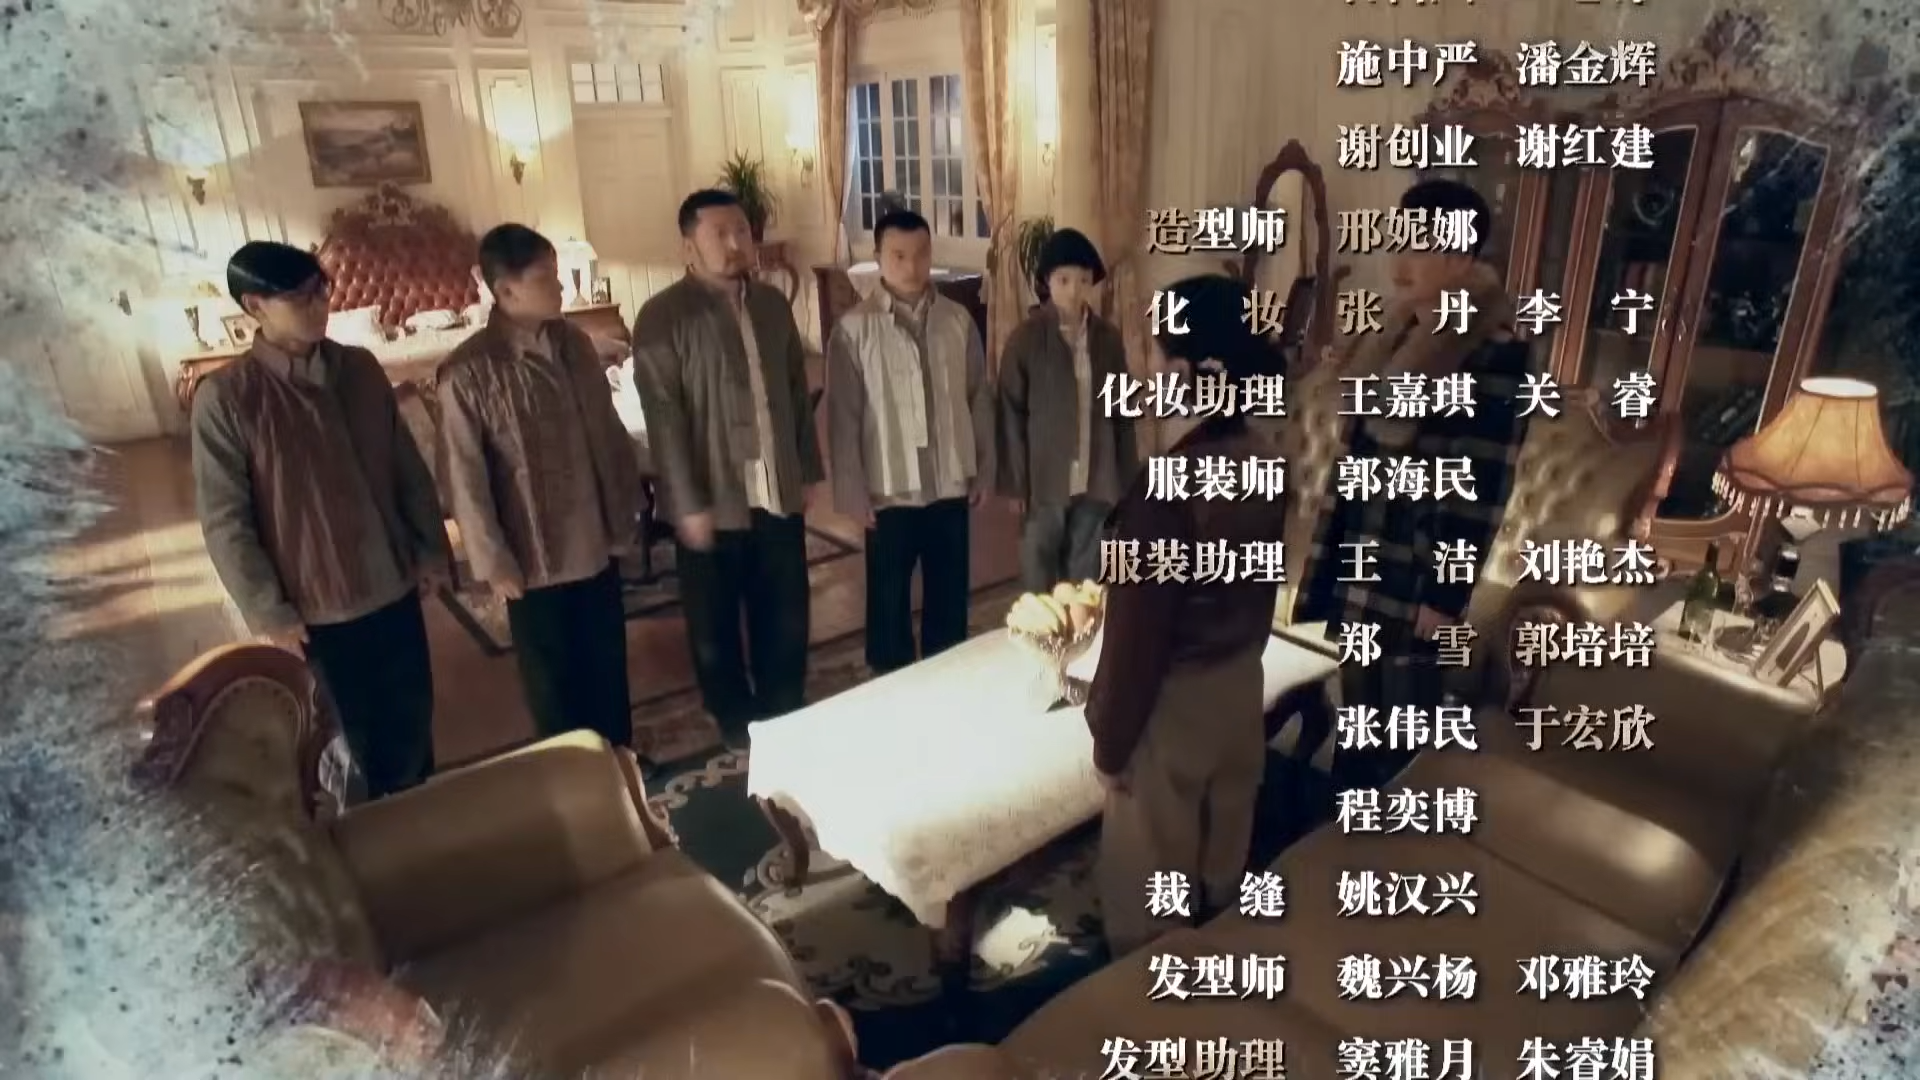 施中严 潘金辉
谢创业 谢红建
造型师 邢妮娜
化 妆 张 丹 李 宁
化妆助理 王嘉琪 关 睿
服装师 郭海民
服装助理 王 洁 刘艳杰
郑 雪 郭培培
张伟民 于宏欣
程奕博
裁 缝 姚汉兴
发型师 魏兴杨 邓雅玲
发型助理 窦雅月 朱睿娟